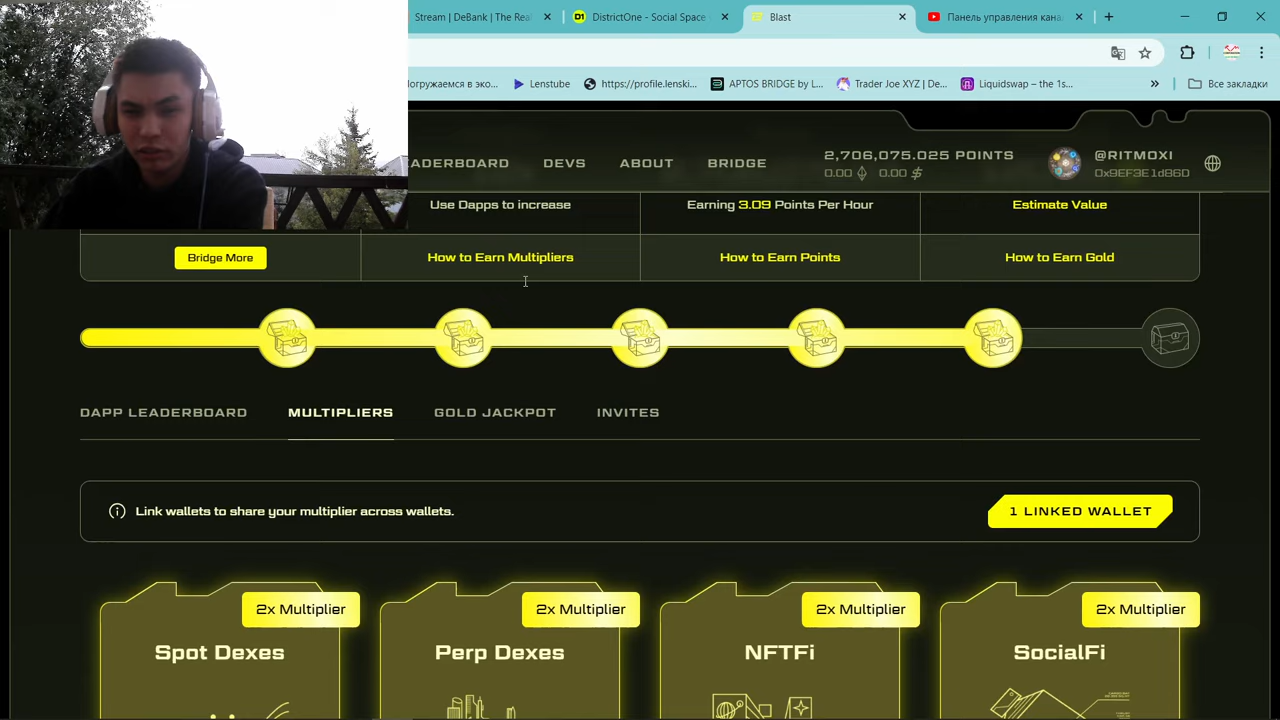 Stream | DeBank | The Rea
DistrictOne - Social Space
Blast
Панель управления кана
огружаемся в эко...
Lenstube
https://profile.lenski...
APTOS BRIDGE by L...
Trader Joe XYZ | De...
Liquidswap – the 1s...
»
Все закладки
EADERBOARD
DEVS
ABOUT
BRIDGE
2,706,075.025 POINTS
0.00 0.00 $
@RITMOXI
0x9EF3E1d860
Use Dapps to increase
Earning 3.09 Points Per Hour
Estimate Value
Bridge More
How to Earn Multipliers
How to Earn Points
How to Earn Gold
DAPP LEADERBOARD
MULTIPLIERS
GOLD JACKPOT
INVITES
Link wallets to share your multiplier across wallets.
1 LINKED WALLET
2x Multiplier
Spot Dexes
2x Multiplier
Perp Dexes
2x Multiplier
NFTFi
2x Multiplier
SocialFi